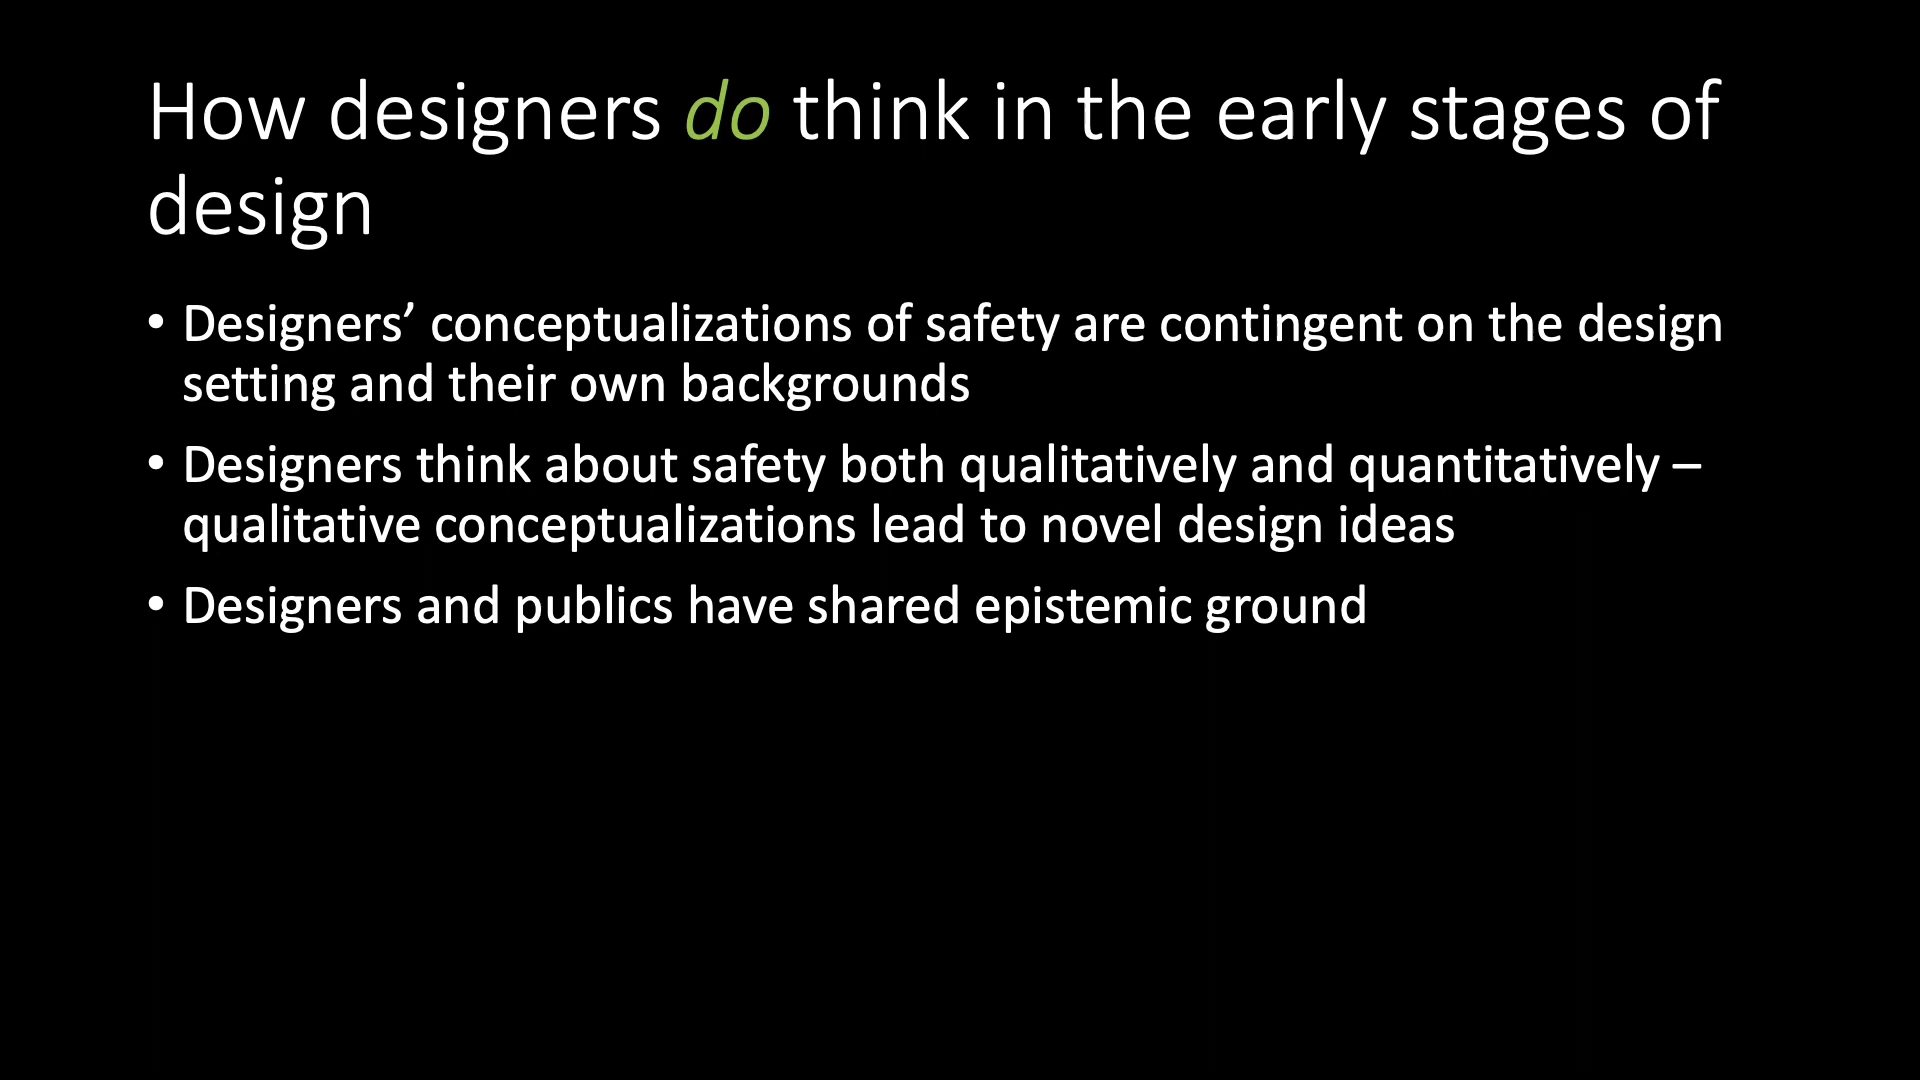 How designers do think in the early stages of
design
• Designers’ conceptualizations of safety are contingent on the design
setting and their own backgrounds
• Designers think about safety both qualitatively and quantitatively –
qualitative conceptualizations lead to novel design ideas
• Designers and publics have shared epistemic ground